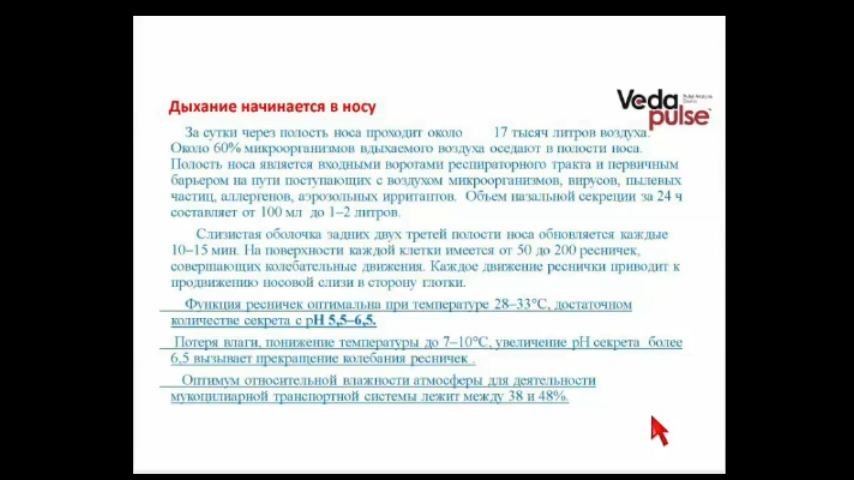 Дыхание начинается в носу
Veda
pulse
За сутки через полость носа проходит около 17 тысяч литров воздуха.
Около 60% микроорганизмов вдыхаемого воздуха оседают в полости носа.
Полость носа является входными воротами респираторного тракта и первичным
барьером на пути поступающих с воздухом микроорганизмов, вирусов, пылевых
частиц, аллергенов, аэрозольных ирритантов. Объем назальной секреции за 24 ч
составляет от 100 мл до 1–2 литров.
Слизистая оболочка задних двух третей полости носа обновляется каждые
10–15 мин. На поверхности каждой клетки имеется от 50 до 200 ресничек,
совершающих колебательные движения. Каждое движение реснички приводит к
продвижению носовой слизи в сторону глотки.
Функция ресничек оптимальна при температуре 28–33°С, достаточном
количестве секрета с рН 5,5–6,5.
Потеря влаги, понижение температуры до 7–10°С, увеличение рН секрета более
6,5 вызывает прекращение колебания ресничек .
Оптимум относительной влажности атмосферы для деятельности
мукоцилиарной транспортной системы лежит между 38 и 48%.